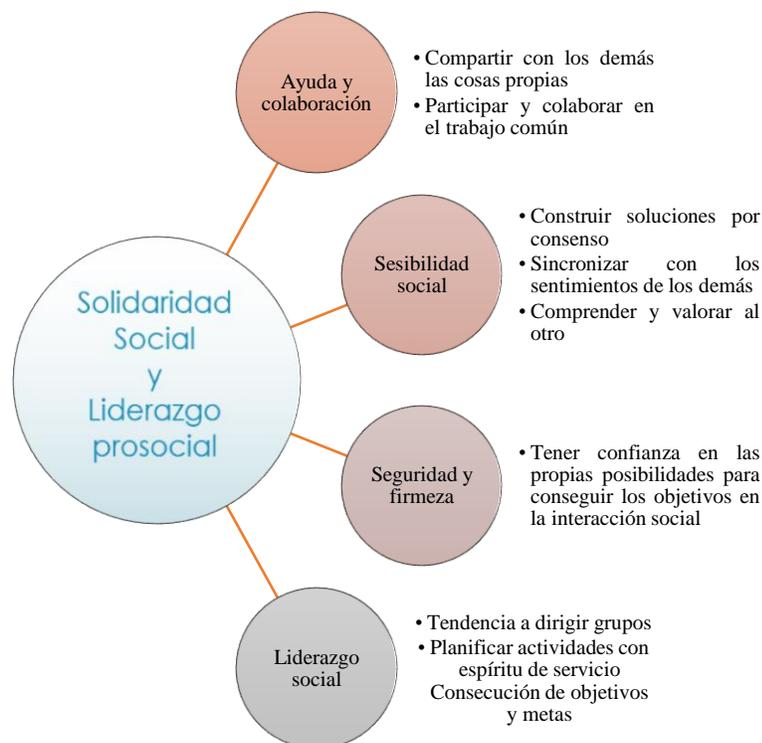 Solidaridad
Social
y
Liderazgo
prosocial
Ayuda y
colaboración
• Compartir con los demás
las cosas propias
• Participar y colaborar en
el trabajo común
Sesibilidad
social
• Construir soluciones por
consenso
• Sincronizar con los
sentimientos de los demás
• Comprender y valorar al
otro
Seguridad y
firmeza
• Tener confianza en las
propias posibilidades para
conseguir los objetivos en
la interacción social
Liderazgo
social
• Tendencia a dirigir grupos
• Planificar actividades con
espíritu de servicio
Consecución de objetivos
y metas